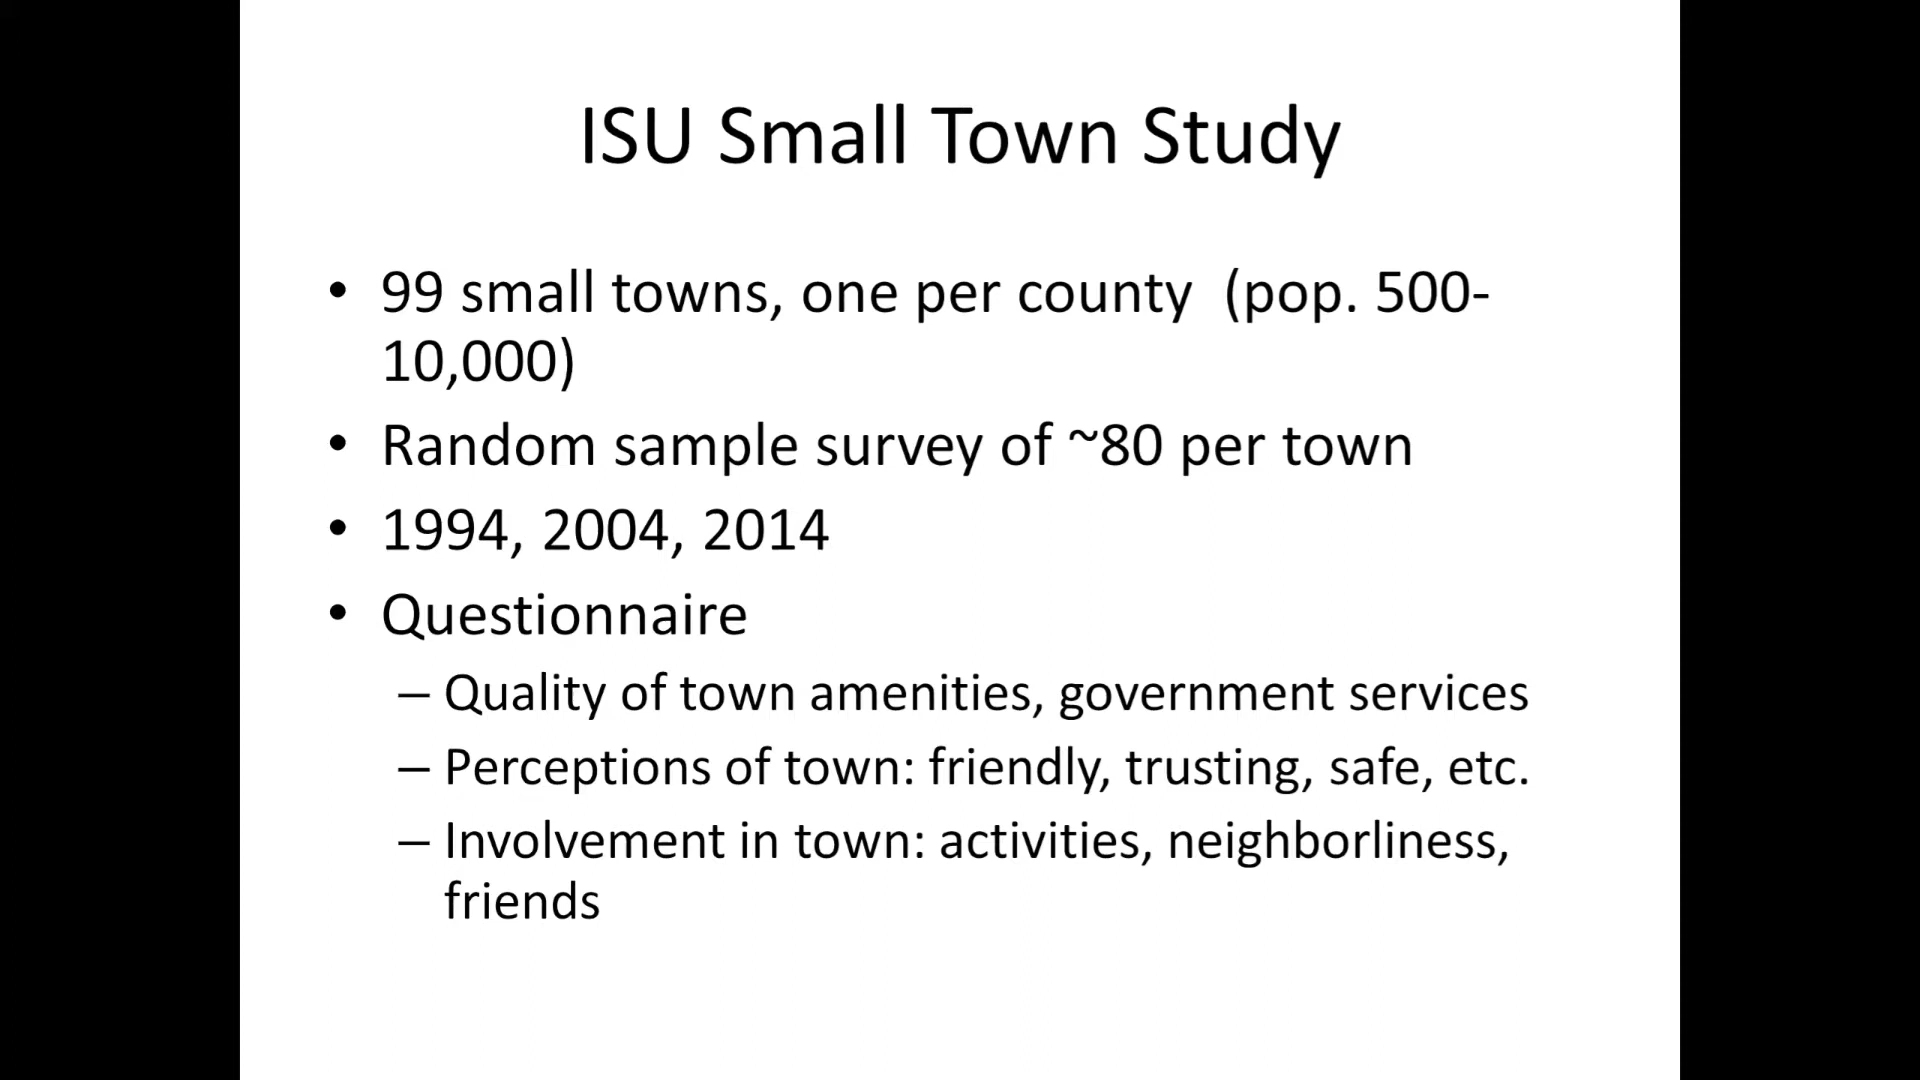 ISU Small Town Study
• 99 small towns, one per county (pop. 500-
10,000)
• Random sample survey of ~80 per town
• 1994, 2004, 2014
• Questionnaire
– Quality of town amenities, government services
– Perceptions of town: friendly, trusting, safe, etc.
– Involvement in town: activities, neighborliness,
friends